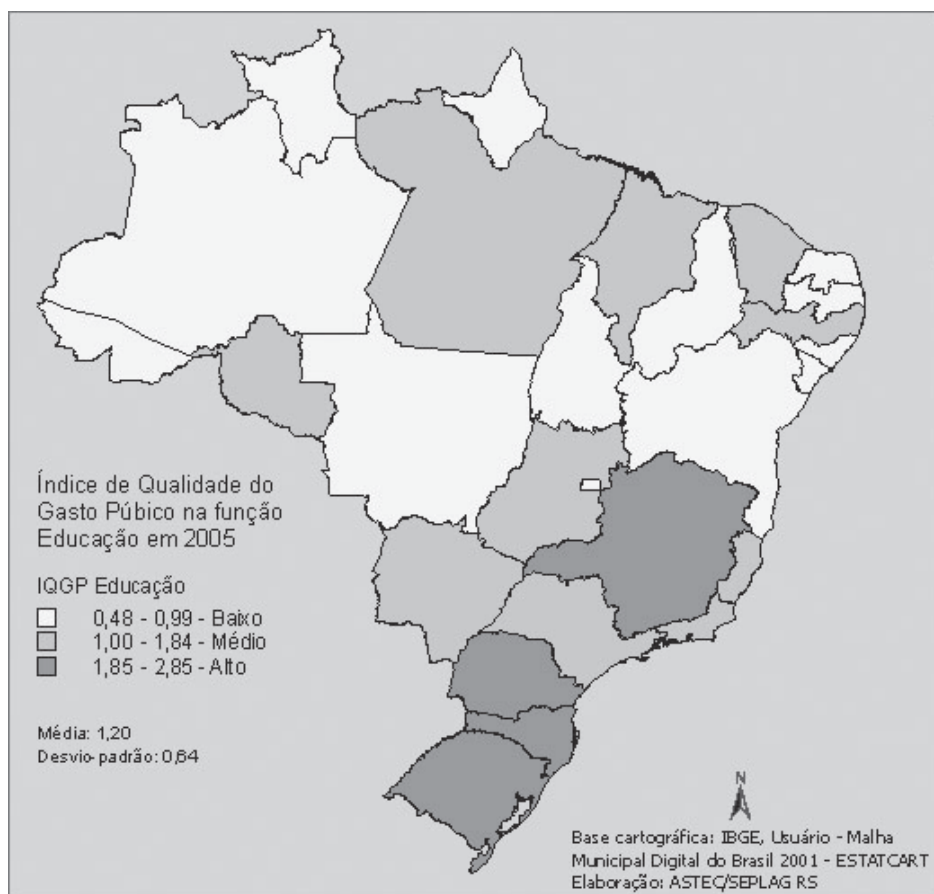 Índice de Qualidade do
Gasto Púbico na função
Educação em 2005
IQGP Educação
0,48 - 0,99 - Baixo
1,00 - 1,84 - Médio
1,85 - 2,85 - Alto
Média: 1,20
Desvio-padrão: 0,64
N
Base cartográfica: IBGE, Usuário - Malha
Municipal Digital do Brasil 2001 - ESTATCART
Elaboração: ASTEC/SEPLAG RS